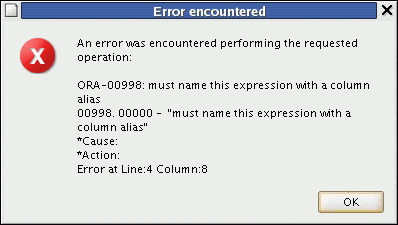 Error encountered
An error was encountered performing the requested
operation:
ORA-00998: must name this expression with a column
alias
00998. 00000 -  "must name this expression with a
column alias"
*Cause:
*Action:
Error at Line:4 Column:8
OK